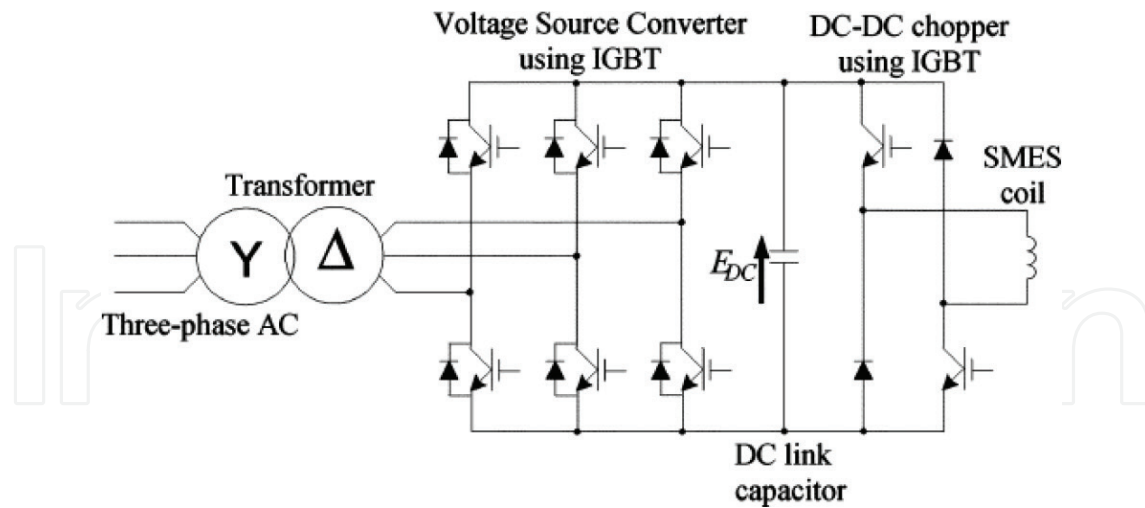 Voltage Source Converter
using IGBT
DC-DC chopper
using IGBT
Transformer
SMES
coil
Y
Δ
E_DC
Three-phase AC
DC link
capacitor